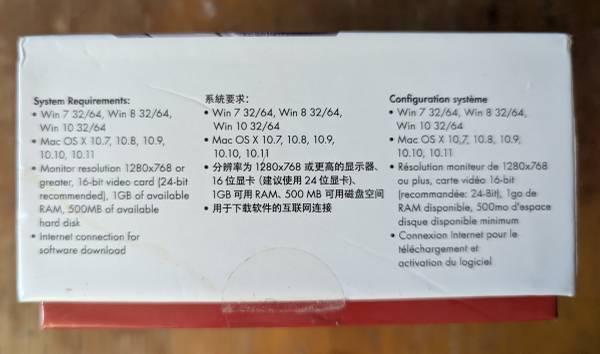 System Requirements:
• Win 7 32/64, Win 8 32/64,
Win 10 32/64
• Mac OS X 10.7, 10.8, 10.9,
10.10, 10.11
• Monitor resolution 1280x768 or
greater, 16-bit video card (24-bit
recommended), 1GB of available
RAM, 500MB of available
hard disk
• Internet connection for
software download
系統要求：
• Win 7 32/64, Win 8 32/64,
Win 10 32/64
• Mac OS X 10.7, 10.8, 10.9,
10.10, 10.11
• 分辨率为 1280x768 或更高的显示器、
16 位显卡 (建议使用 24 位显卡)、
1GB 可用 RAM、500 MB 可用磁盘空间
• 用于下载软件的互联网连接
Configuration système
• Win 7 32/64, Win 8 32/64,
Win 10 32/64
• Mac OS X 10.7, 10.8, 10.9,
10.10, 10.11
• Résolution moniteur de 1280x768
ou plus, carte vidéo 16-bit
(recommandée: 24-Bit), 1go de
RAM disponible, 500mo d'espace
disque disponible minimum
• Connexion Internet pour le
téléchargement et
activation du logiciel